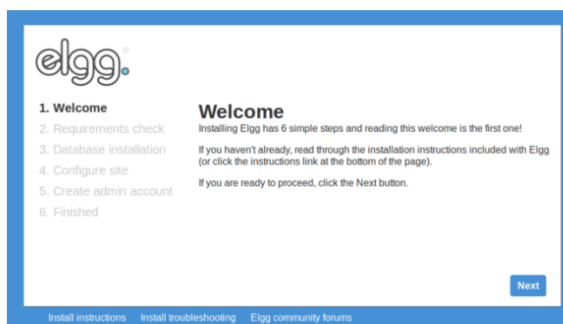 elgg.
1. Welcome
2. Requirements check
3. Database installation
4. Configure site
5. Create admin account
6. Finished
Welcome
Installing Elgg has 6 simple steps and reading this welcome is the first one!
If you haven't already, read through the installation instructions included with Elgg
(or click the instructions link at the bottom of the page).
If you are ready to proceed, click the Next button.
Next
Install instructions Install troubleshooting Elgg community forums